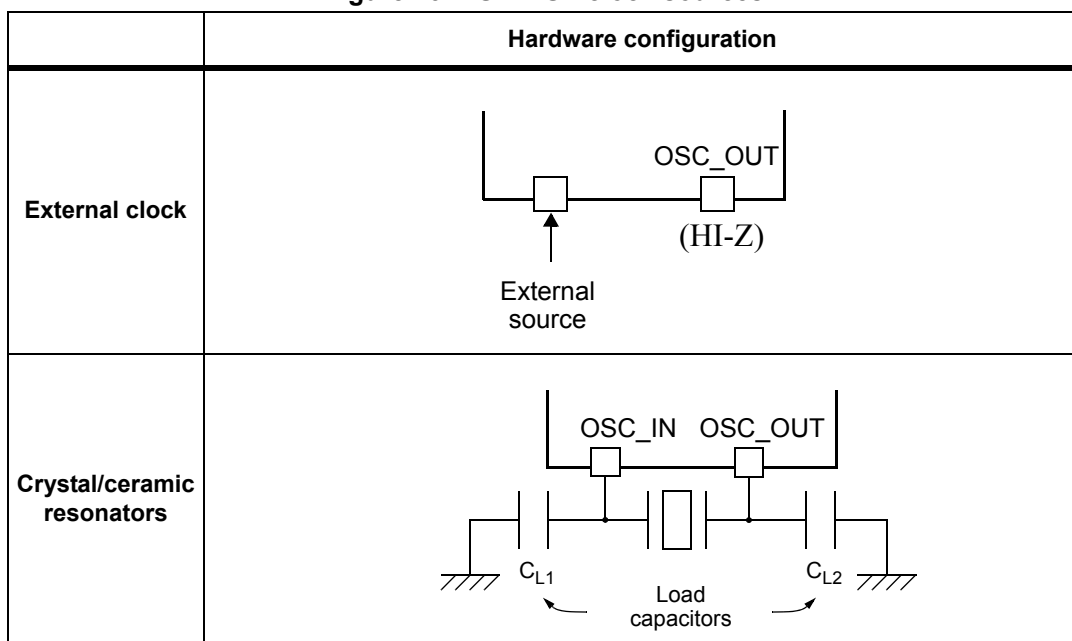 Hardware configuration
External clock
OSC_OUT
(HI-Z)
External
source
Crystal/ceramic
resonators
OSC_IN OSC_OUT
CL1
CL2
Load
capacitors